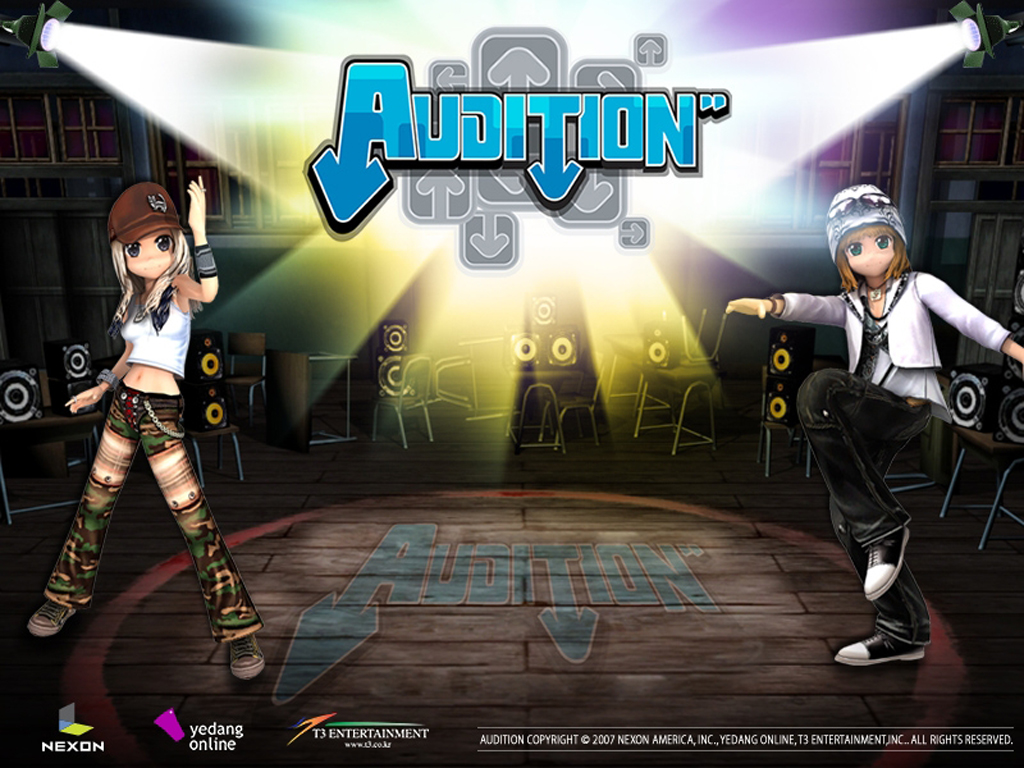 AUDITION
AUDITION
NEXON
yedang
online
T3 ENTERTAINMENT
www.t3.co.kr
AUDITION COPYRIGHT © 2007 NEXON AMERICA, INC., YEDANG ONLINE, T3 ENTERTAINMENT,INC.. ALL RIGHTS RESERVED.